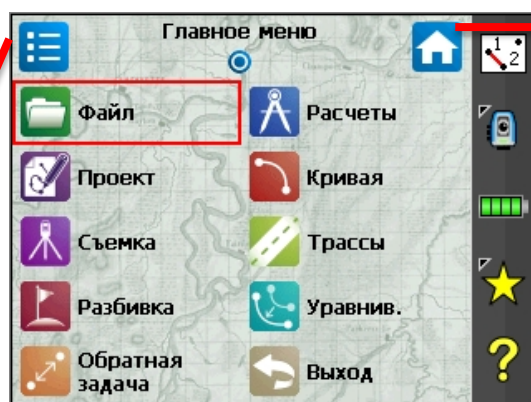 Главное меню
Файл
Расчеты
Проект
Кривая
Съемка
Трассы
Разбивка
Уравнив.
Обратная
задача
Выход
1
2
?